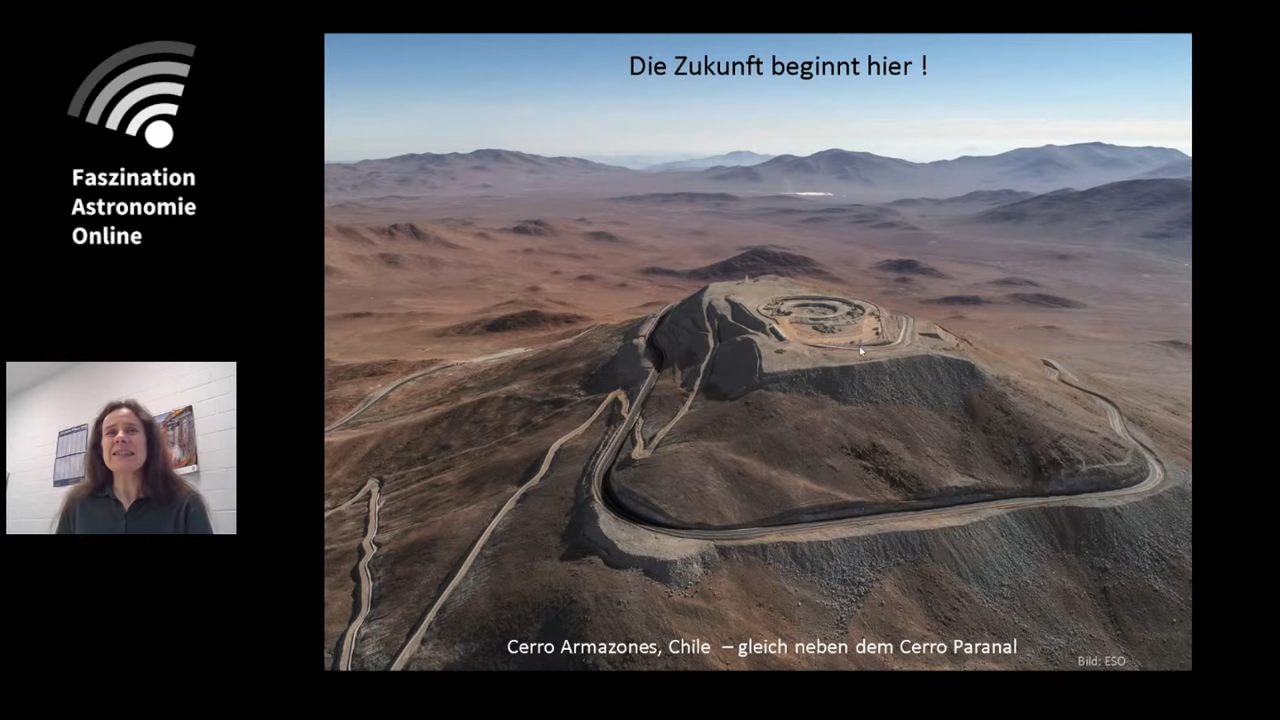 Die Zukunft beginnt hier !
Faszination
Astronomie
Online
Cerro Armazones, Chile – gleich neben dem Cerro Paranal
Bild: ESO